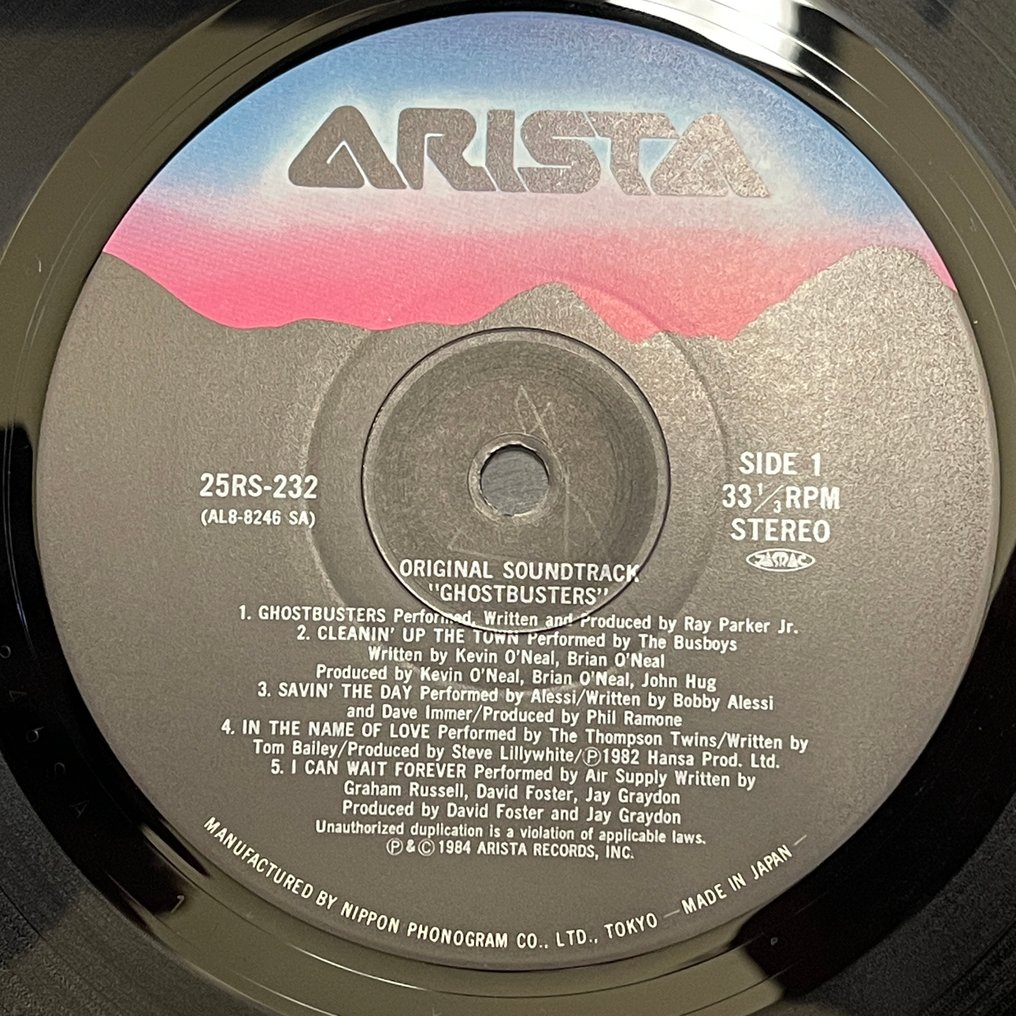 ARISTA
25RS-232
(AL8-8246 SA)
SIDE 1
33 1/3 RPM
STEREO
JASRAC
ORIGINAL SOUNDTRACK
"GHOSTBUSTERS"
1. GHOSTBUSTERS Performed, Written and Produced by Ray Parker Jr.
2. CLEANIN' UP THE TOWN Performed by The Busboys
Written by Kevin O'Neal, Brian O'Neal
Produced by Kevin O'Neal, Brian O'Neal, John Hug
3. SAVIN' THE DAY Performed by Alessi/Written by Bobby Alessi
and Dave Immer/Produced by Phil Ramone
4. IN THE NAME OF LOVE Performed by The Thompson Twins/Written by
Tom Bailey/Produced by Steve Lillywhite/Ⓟ1982 Hansa Prod. Ltd.
5. I CAN WAIT FOREVER Performed by Air Supply Written by
Graham Russell, David Foster, Jay Graydon
Produced by David Foster and Jay Graydon
Unauthorized duplication is a violation of applicable laws.
Ⓟ & © 1984 ARISTA RECORDS, INC.
MANUFACTURED BY NIPPON PHONOGRAM CO., LTD., TOKYO — MADE IN JAPAN —